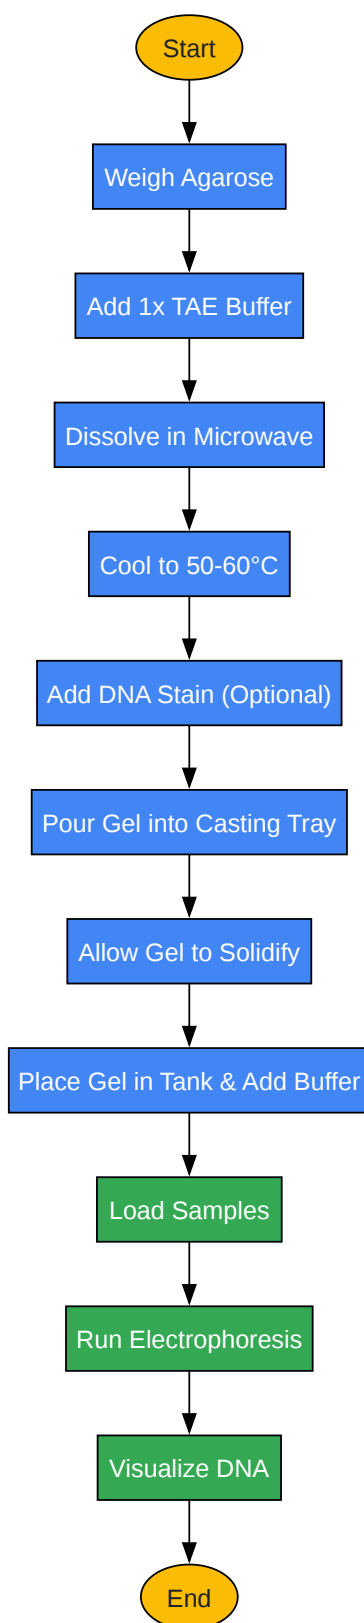 Start
Weigh Agarose
Add 1x TAE Buffer
Dissolve in Microwave
Cool to 50-60°C
Add DNA Stain (Optional)
Pour Gel into Casting Tray
Allow Gel to Solidify
Place Gel in Tank & Add Buffer
Load Samples
Run Electrophoresis
Visualize DNA
End